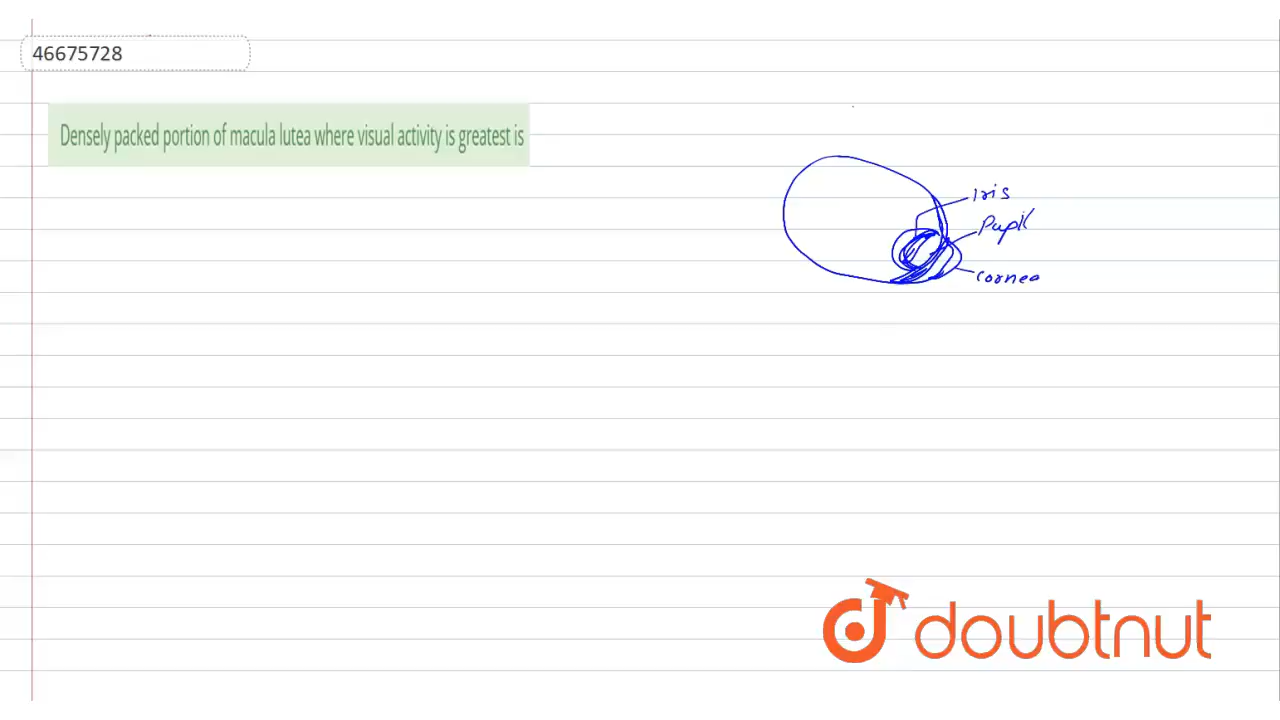 46675728
Densely packed portion of macula lutea where visual activity is greatest is
Iris
Pupil
Cornea
doubtnut